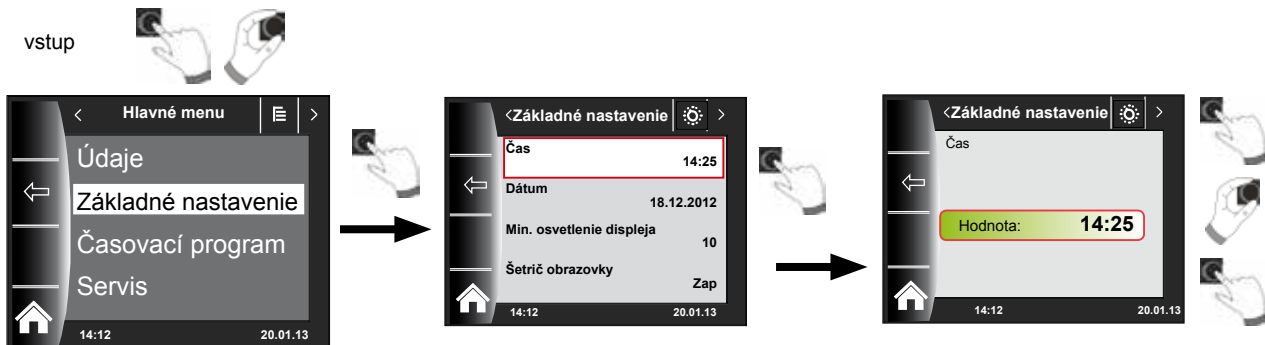 vstup
< Hlavné menu >
Údaje
Základné nastavenie
Časovací program
Servis
14:12 20.01.13
<Základné nastavenie >
Čas
14:25
Dátum
18.12.2012
Min. osvetlenie displeja
10
Šetrič obrazovky
Zap
14:12 20.01.13
<Základné nastavenie >
Čas
Hodnota: 14:25
14:12 20.01.13